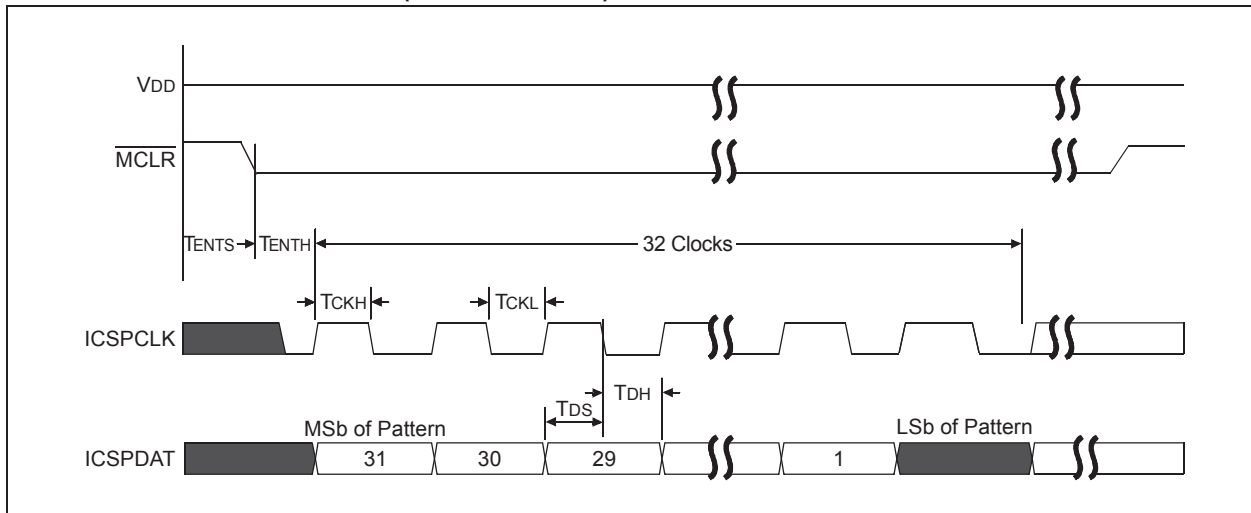 VDD
MCLR
TENTS
TENTH
32 Clocks
TCKH
TCKL
ICSPCLK
TDS
TDH
MSb of Pattern
LSb of Pattern
ICSPDAT
31
30
29
1